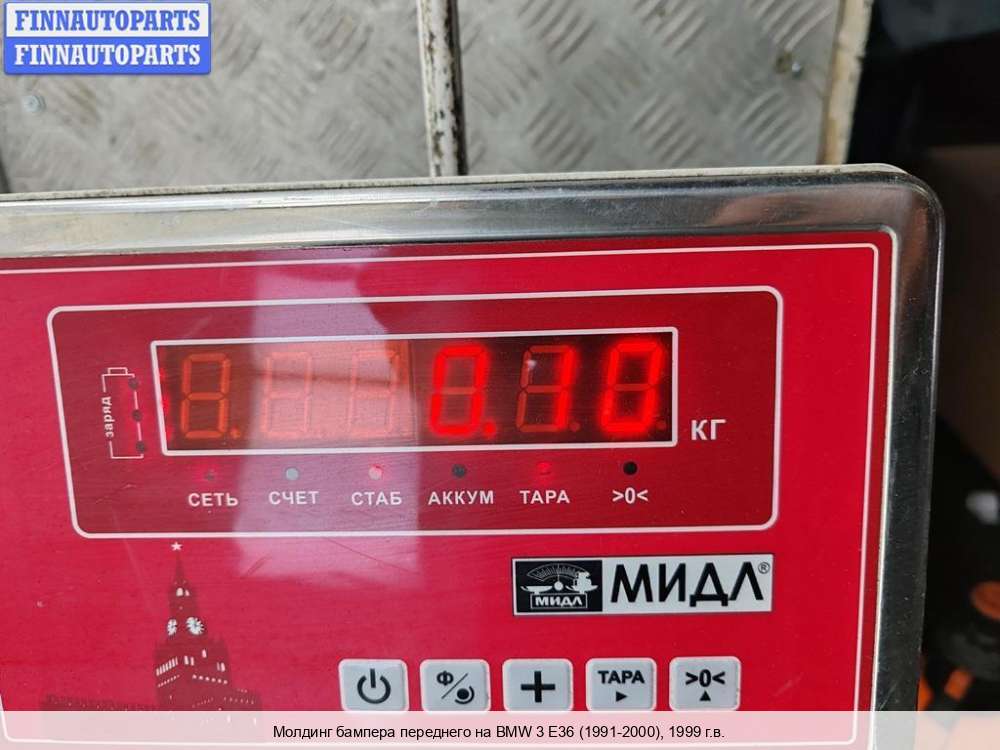 FINNAUTOPARTS
FINNAUTOPARTS
заряд
0.10
КГ
СЕТЬ СЧЕТ СТАБ АККУМ ТАРА >0<
МИДЛ МИДЛ®
Ф + ТАРА >0<
Молдинг бампера переднего на BMW 3 E36 (1991-2000), 1999 г.в.